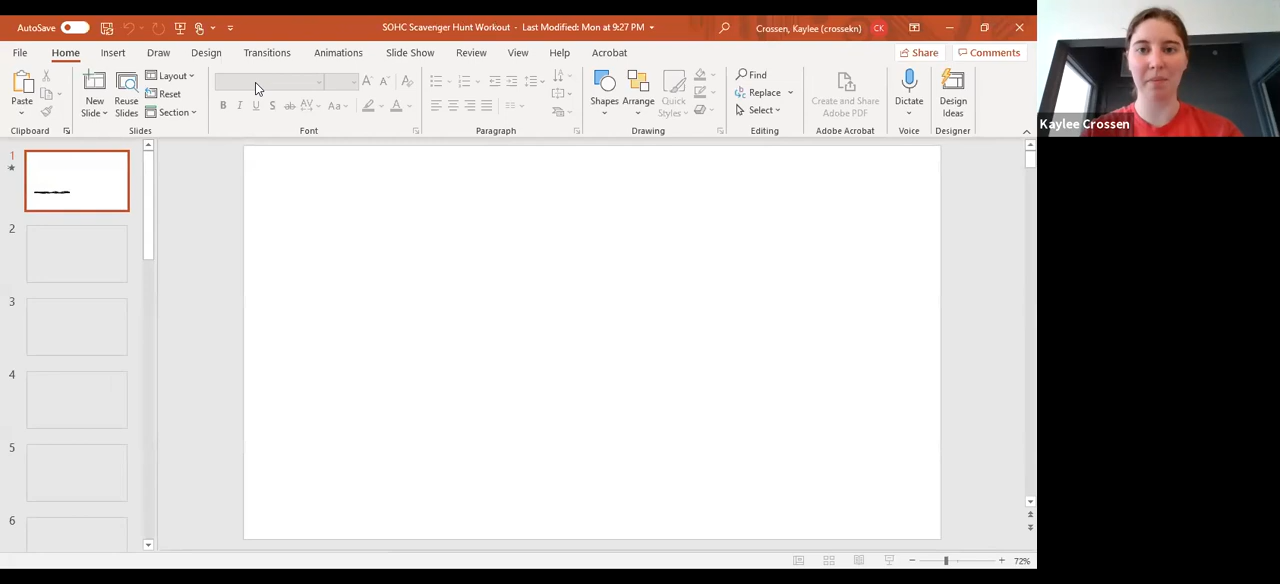 AutoSave
SOHC Scavenger Hunt Workout - Last Modified: Mon at 9:27 PM
Crossen, Kaylee (crossekn)
CK
File
Home
Insert
Draw
Design
Transitions
Animations
Slide Show
Review
View
Help
Acrobat
Share
Comments
Paste
New
Slide
Reuse
Slides
Layout
Reset
Section
Shapes
Arrange
Quick
Styles
Find
Replace
Select
Create and Share
Adobe PDF
Dictate
Design
Ideas
Clipboard
Slides
Font
Paragraph
Drawing
Editing
Adobe Acrobat
Voice
Designer
Kaylee Crossen
1
2
3
4
5
6
72%